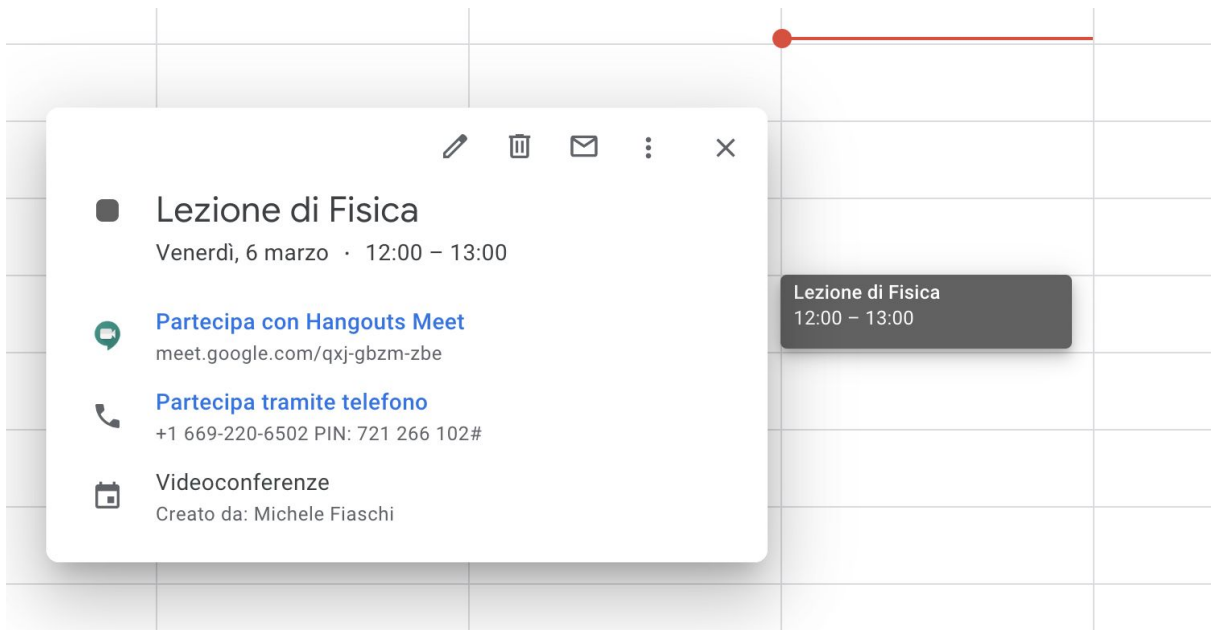 Lezione di Fisica
Venerdì, 6 marzo · 12:00 – 13:00
Partecipa con Hangouts Meet
meet.google.com/qxj-gbzm-zbe
Partecipa tramite telefono
+1 669-220-6502 PIN: 721 266 102#
Videoconferenze
Creato da: Michele Fiaschi
Lezione di Fisica
12:00 – 13:00